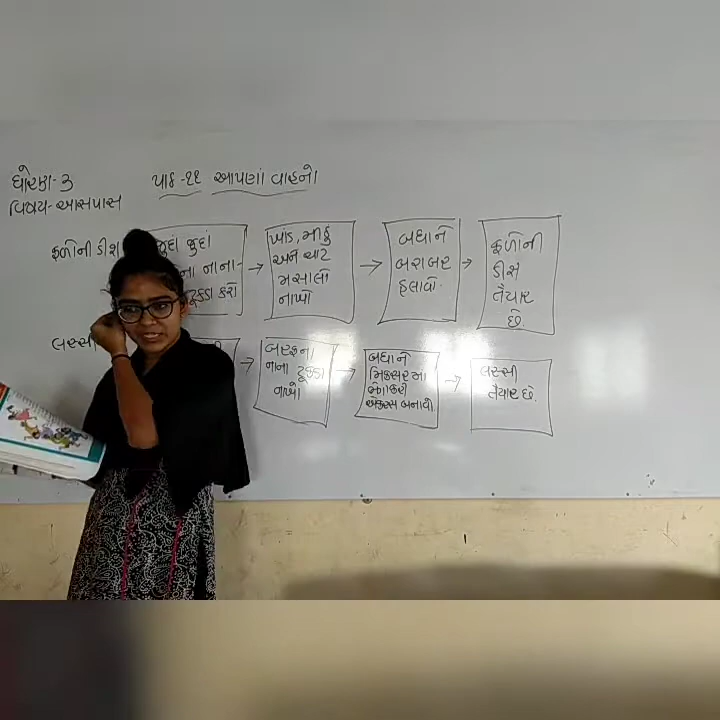 ધોરણ-૩
પાઠ-૨૨ આપણાં વાહનો
વિષય-આસપાસ
ફળોની ડીશ
જુદાં જુદાં
ના નાના-
ટૂકડા કરો
ખાંડ, મીઠું
અને ચાટ
મસાલો
નાખો
બધાને
બરાબર
હલાવો.
ફળોની
ડીસ
તૈયાર
છે.
લસ્સી
બરફના
નાના ટૂકડા
નાખો
બધાને
મિક્સરમાં
એકરસ બનાવો.
લસ્સી
તૈયાર છે.